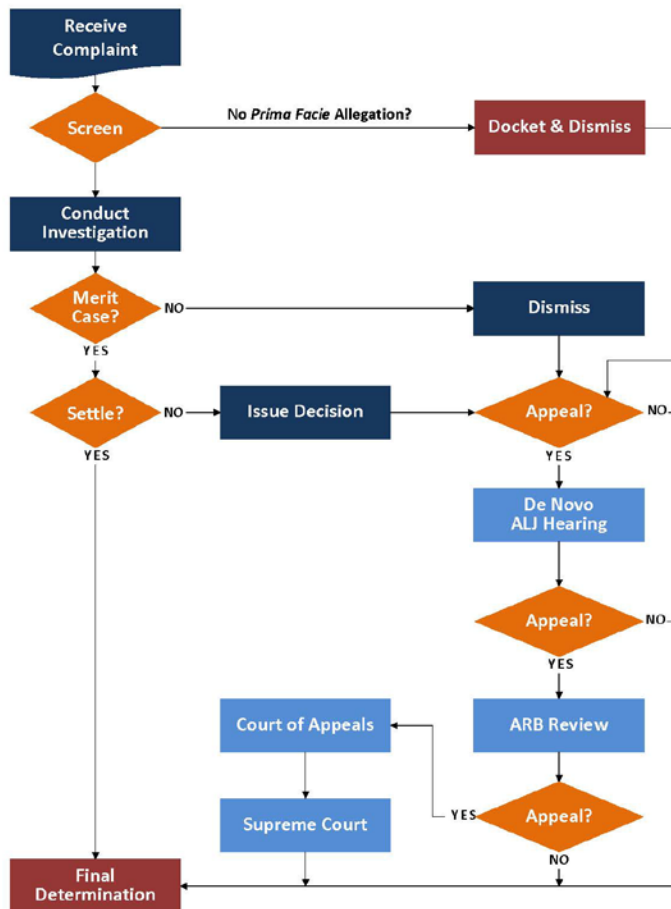 Receive
Complaint
Screen
No Prima Facie Allegation?
Docket & Dismiss
Conduct
Investigation
Merit
Case?
NO
Dismiss
YES
Settle?
NO
Issue Decision
Appeal?
NO
YES
YES
De Novo
ALJ Hearing
Appeal?
NO
YES
Court of Appeals
ARB Review
Supreme Court
YES
Appeal?
NO
Final
Determination